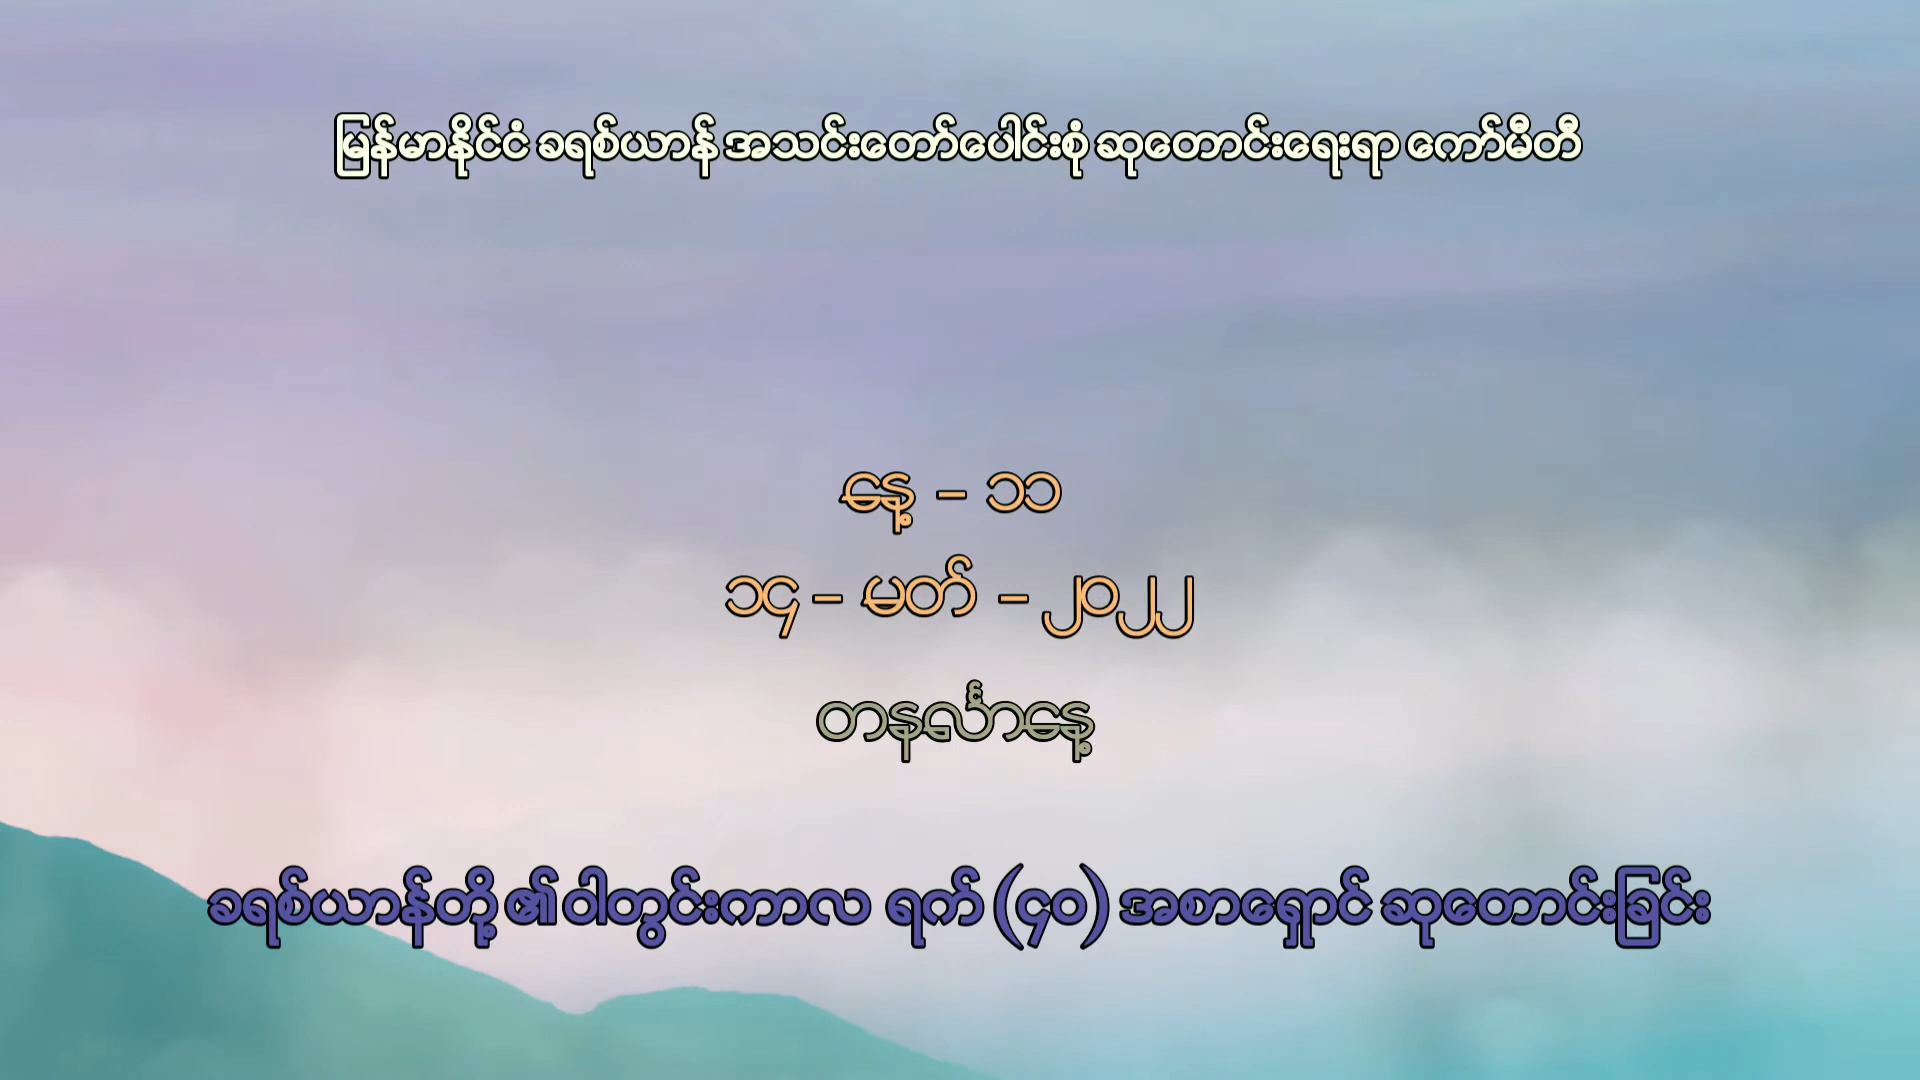 မြန်မာနိုင်ငံ ခရစ်ယာန် အသင်းတော်ပေါင်းစုံ ဆုတောင်းရေးရာ ကော်မီတီ
နေ့ - ၁၁
၁၄ - မတ် - ၂၀၂၂
တနင်္လာနေ့
ခရစ်ယာန်တို့ ၏ ဝါတွင်းကာလ ရက် (၄၀) အစာရှောင် ဆုတောင်းခြင်း